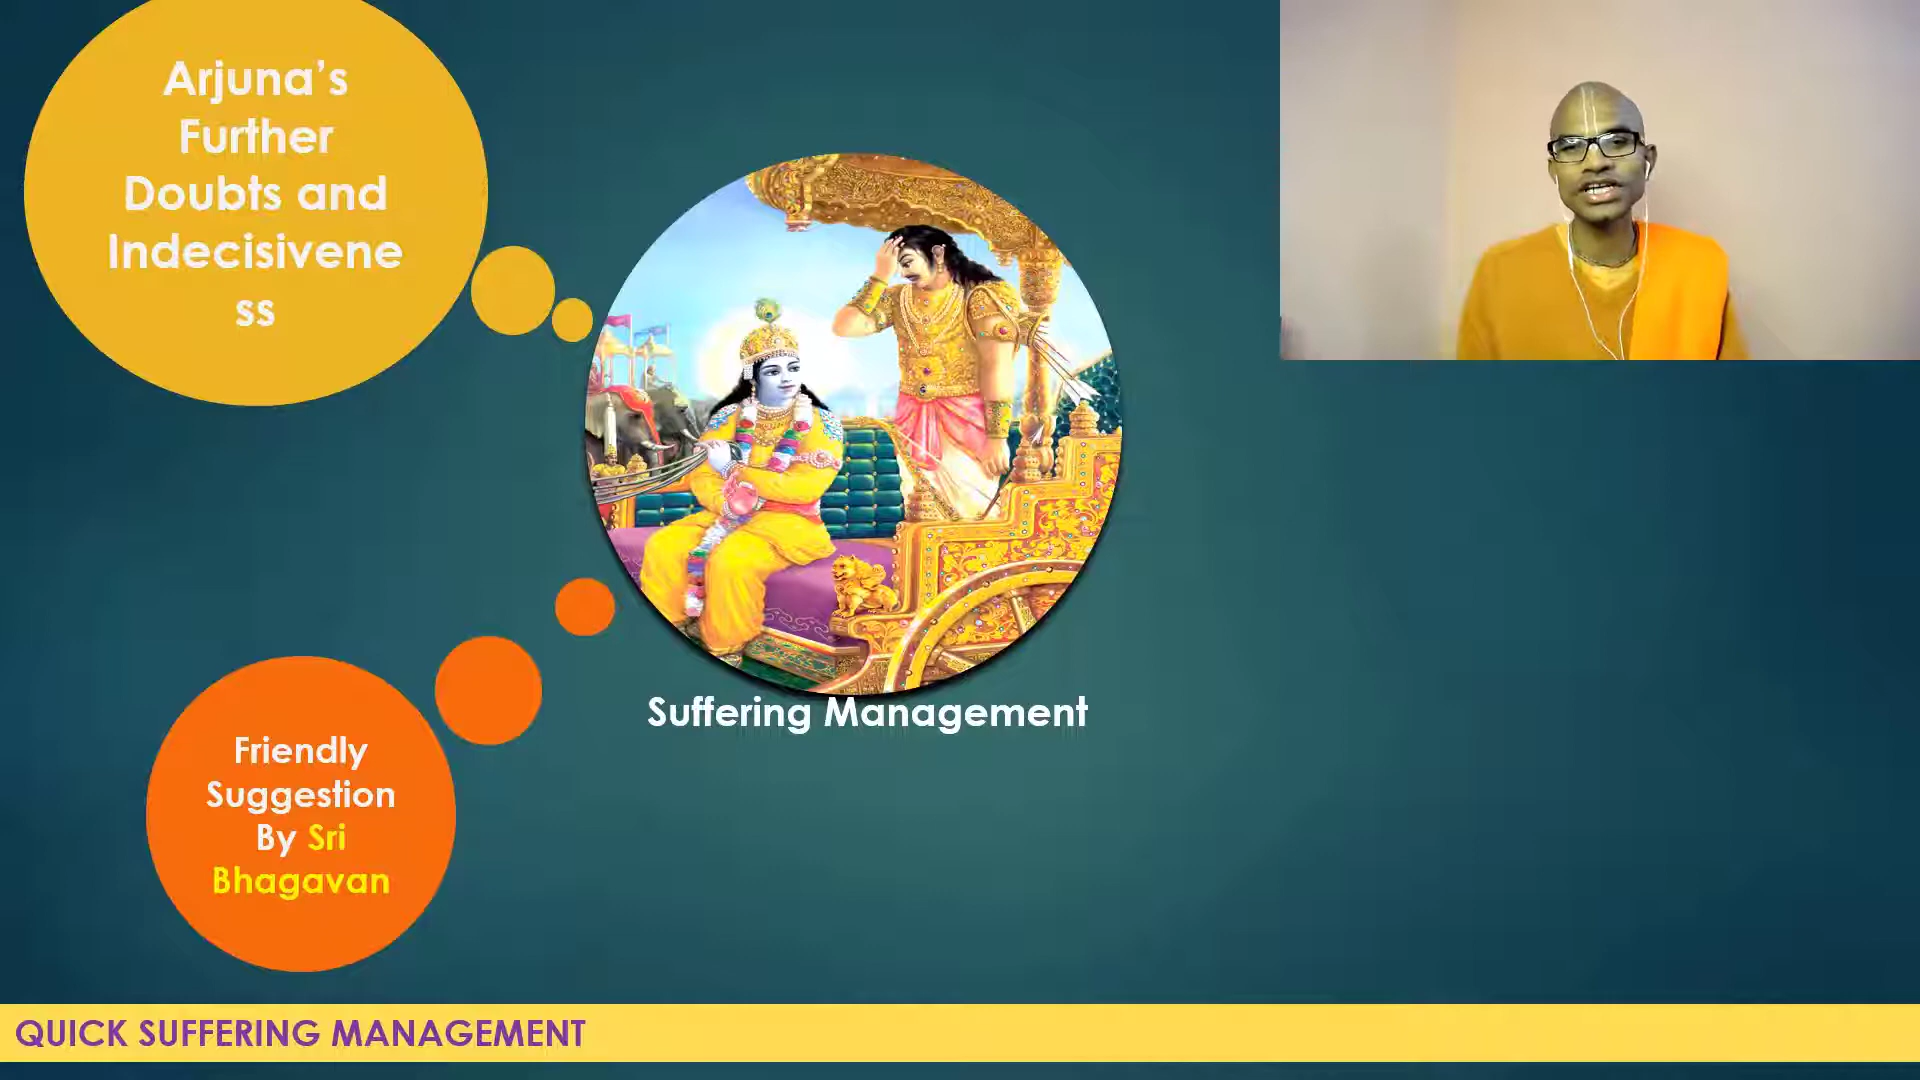 Arjuna’s
Further
Doubts and
Indecisivene
ss
Suffering Management
Friendly
Suggestion
By Sri
Bhagavan
QUICK SUFFERING MANAGEMENT